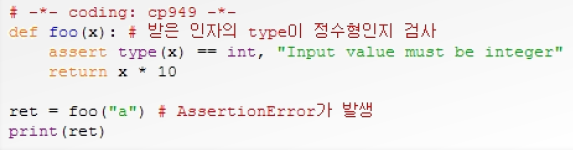 # -*- coding: cp949 -*-
def foo(x): # 받은 인자의 type이 정수형인지 검사
    assert type(x) == int, "Input value must be integer"
    return x * 10
ret = foo("a") # AssertionError가 발생
print(ret)